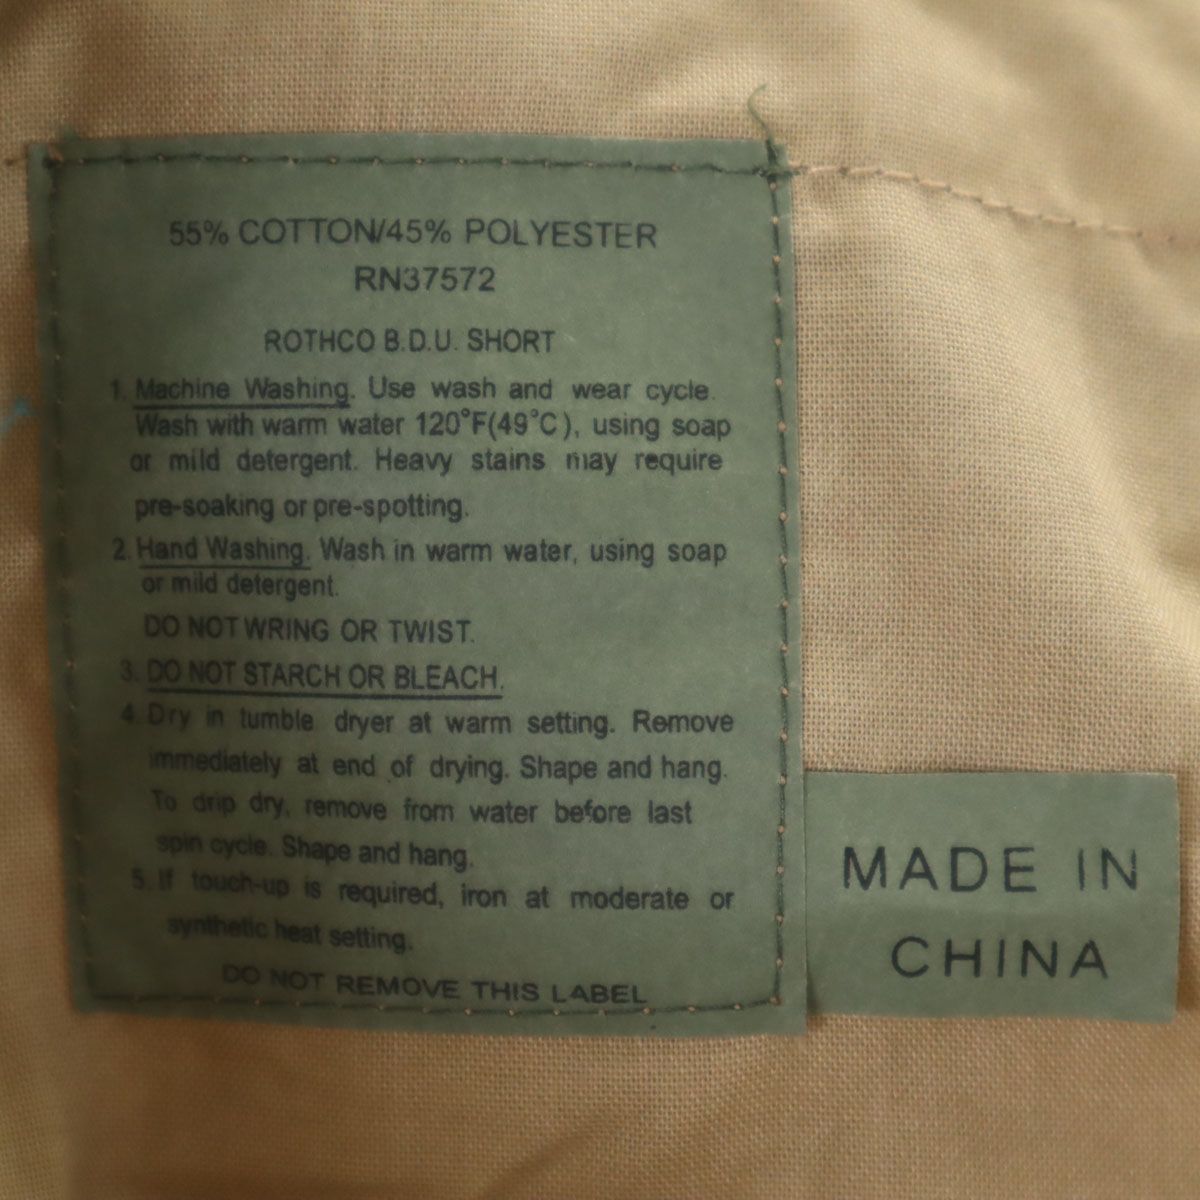 55% COTTON/45% POLYESTER
RN37572
ROTHCO B.D.U. SHORT
1. Machine Washing. Use wash and wear cycle.
Wash with warm water 120°F(49°C), using soap
or mild detergent. Heavy stains may require
pre-soaking or pre-spotting.
2. Hand Washing. Wash in warm water, using soap
or mild detergent.
DO NOT WRING OR TWIST.
3. DO NOT STARCH OR BLEACH.
4. Dry in tumble dryer at warm setting. Remove
immediately at end of drying. Shape and hang.
To drip dry, remove from water before last
spin cycle. Shape and hang.
5. If touch-up is required, iron at moderate or
synthetic heat setting.
DO NOT REMOVE THIS LABEL
MADE IN
CHINA